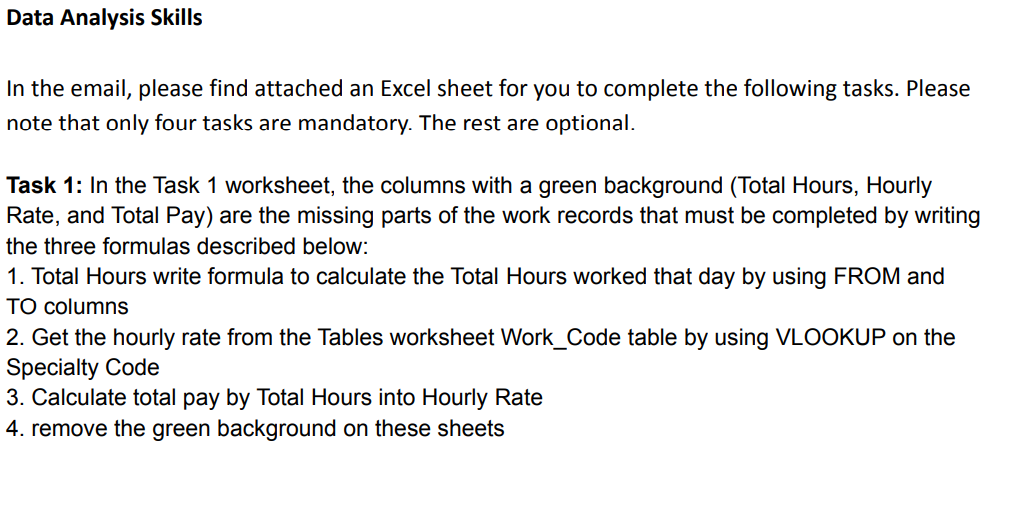 Data Analysis Skills
In the email, please find attached an Excel sheet for you to complete the following tasks. Please
note that only four tasks are mandatory. The rest are optional.
Task 1: In the Task 1 worksheet, the columns with a green background (Total Hours, Hourly
Rate, and Total Pay) are the missing parts of the work records that must be completed by writing
the three formulas described below:
1. Total Hours write formula to calculate the Total Hours worked that day by using FROM and
TO columns
2. Get the hourly rate from the Tables worksheet Work_Code table by using VLOOKUP on the
Specialty Code
3. Calculate total pay by Total Hours into Hourly Rate
4. remove the green background on these sheets